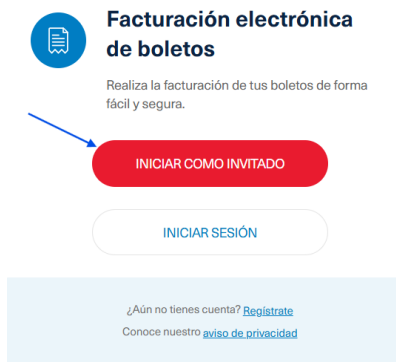 Facturación electrónica
de boletos
Realiza la facturación de tus boletos de forma
fácil y segura.
INICIAR COMO INVITADO
INICIAR SESIÓN
¿Aún no tienes cuenta? Regístrate
Conoce nuestro aviso de privacidad